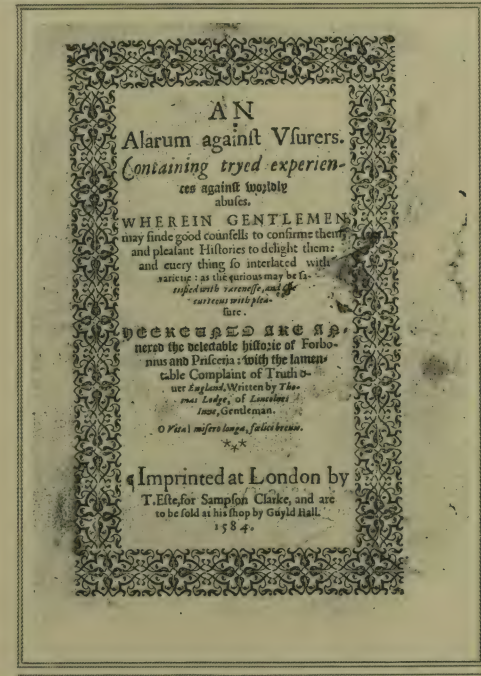 AN
Alarum againſt Vſurers.
Containing tryed experien-
ces againſt worldly
abuſes.
WHEREIN GENTLEMEN
may finde good counſells to confirme them,
and pleaſant Hiſtories to delight them:
and euery thing ſo interlaced with
varietie: as the curious may be ſa-
tiſfied with rareneſſe, and the
curteous with plea-
ſure.
HEEREUNTO ARE AN-
nexed the delectable hiſtorie of Forbo-
nius and Priſceria: with the lamen-
table Complaint of Truth o-
uer England, Written by Tho-
mas Lodge, of Lincolnes
Inne, Gentleman.
O Vita! miſero longa, fœlici breuis.
***
¶Imprinted at London by
T. Eſte, for Sampſon Clarke, and are
to be ſold at his ſhop by Guyld Hall.
1584.